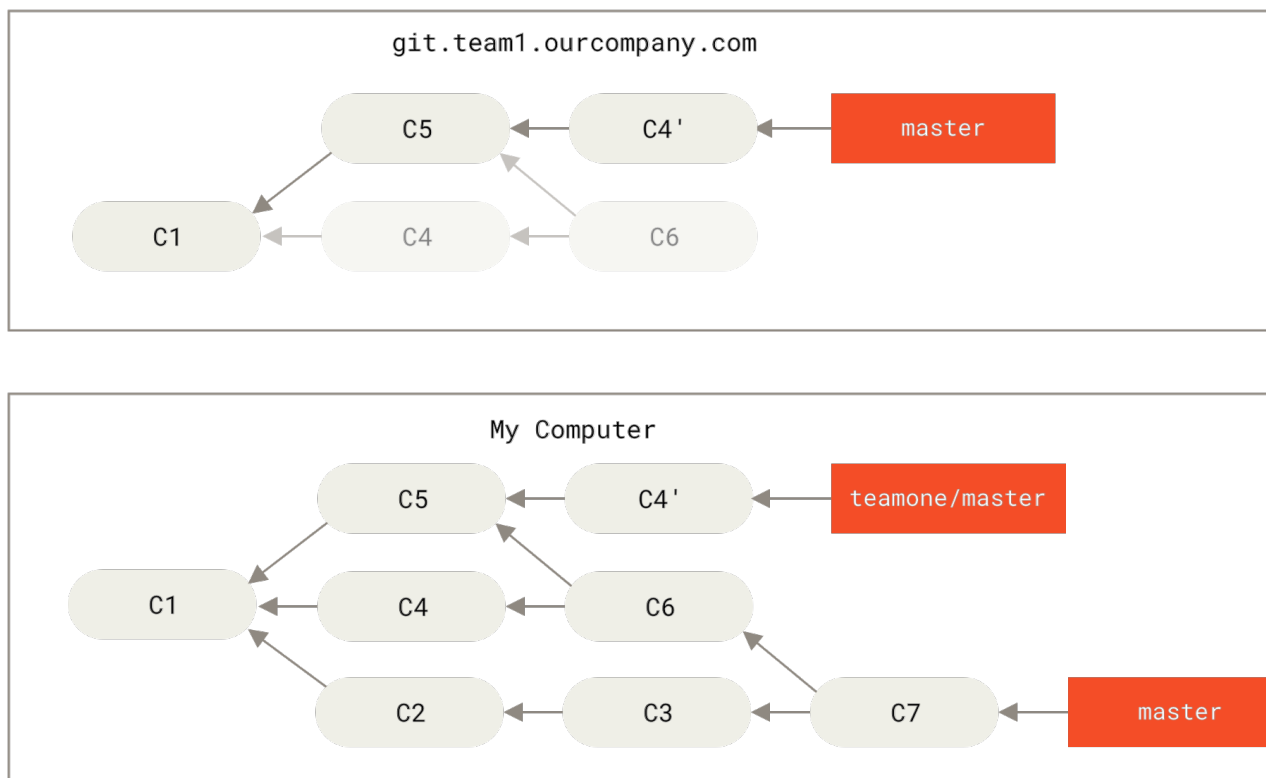 git.team1.ourcompany.com
C5 C4' master
C1 C4 C6
My Computer
C5 C4' teamone/master
C1 C4 C6
C2 C3 C7 master